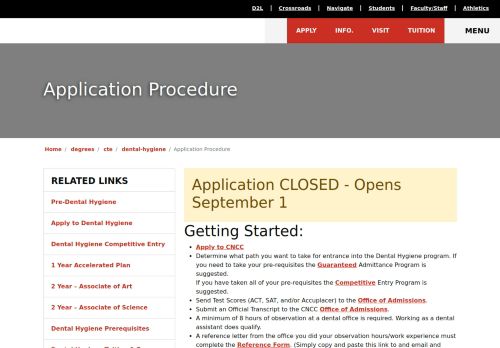 D2L | Crossroads | Navigate | Students | Faculty/Staff | Athletics
APPLY INFO. VISIT TUITION MENU
Application Procedure
Home / degrees / cte / dental-hygiene / Application Procedure
RELATED LINKS
Pre-Dental Hygiene
Apply to Dental Hygiene
Dental Hygiene Competitive Entry
1 Year Accelerated Plan
2 Year – Associate of Art
2 Year – Associate of Science
Dental Hygiene Prerequisites
Application CLOSED - Opens
September 1
Getting Started:
• Apply to CNCC
• Determine what path you want to take for entrance into the Dental Hygiene program. If
you need to take your pre-requisites the Guaranteed Admittance Program is
suggested.
If you have taken all of your pre-requisites the Competitive Entry Program is
suggested.
• Send Test Scores (ACT, SAT, and/or Accuplacer) to the Office of Admissions.
• Submit an Official Transcript to the CNCC Office of Admissions.
• A minimum of 8 hours of observation at a dental office is required. Working as a dental
assistant does qualify.
• A reference letter from the office you did your observation hours/work experience must
complete the Reference Form. (Simply copy and paste this link to end email and